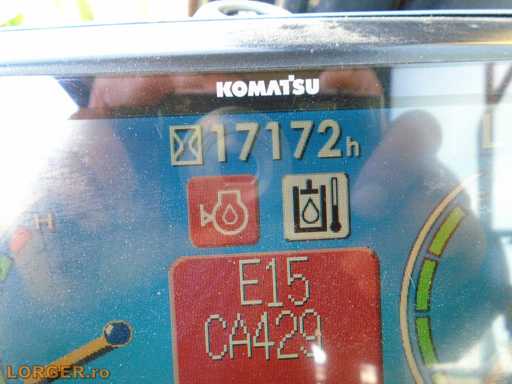 KOMATSU
17172h
E15
CA429
H
LORGER.ro